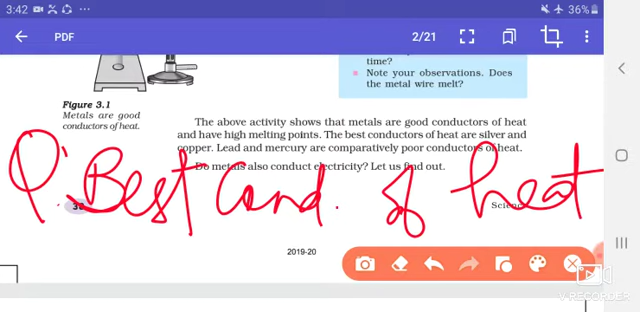 3:42
36%
PDF
2/21
time?
Note your observations. Does
the metal wire melt?
Figure 3.1
Metals are good
conductors of heat.
The above activity shows that metals are good conductors of heat
and have high melting points. The best conductors of heat are silver and
copper. Lead and mercury are comparatively poor conductors of heat.
Do metals also conduct electricity? Let us find out.
Q. Best Cond. of heat
38
Science
2019-20
V RECORDER